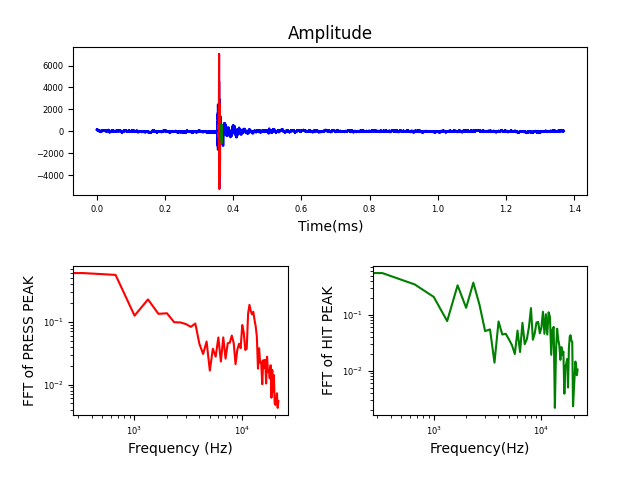 Amplitude
6000
4000
2000
0
−2000
−4000
0.0 0.2 0.4 0.6 0.8 1.0 1.2 1.4
Time(ms)
FFT of PRESS PEAK
10⁻¹
10⁻²
10³ 10⁴
Frequency (Hz)
FFT of HIT PEAK
10⁻¹
10⁻²
10³ 10⁴
Frequency(Hz)